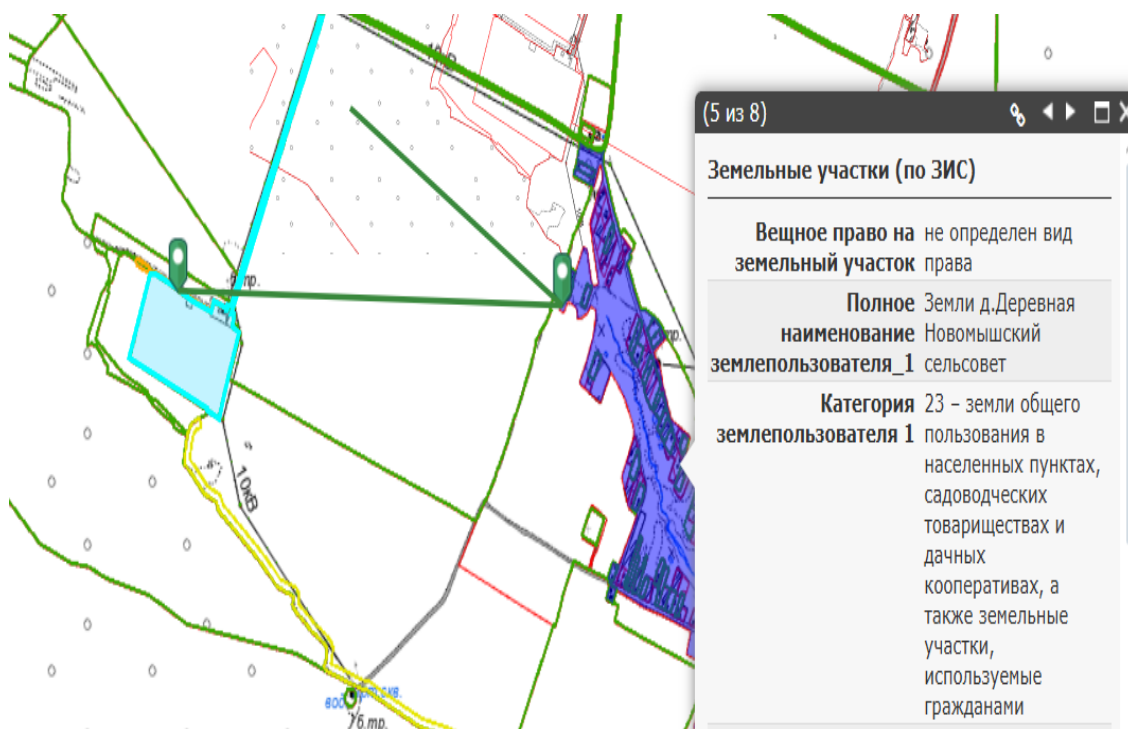 (5 из 8)
Земельные участки (по ЗИС)
Вещное право на земельный участок
не определен вид права
Полное наименование землепользователя_1
Земли д.Деревная Новомышский сельсовет
Категория землепользователя 1
23 – земли общего пользования в населенных пунктах, садоводческих товариществах и дачных кооперативах, а также земельные участки, используемые гражданами
10кВ